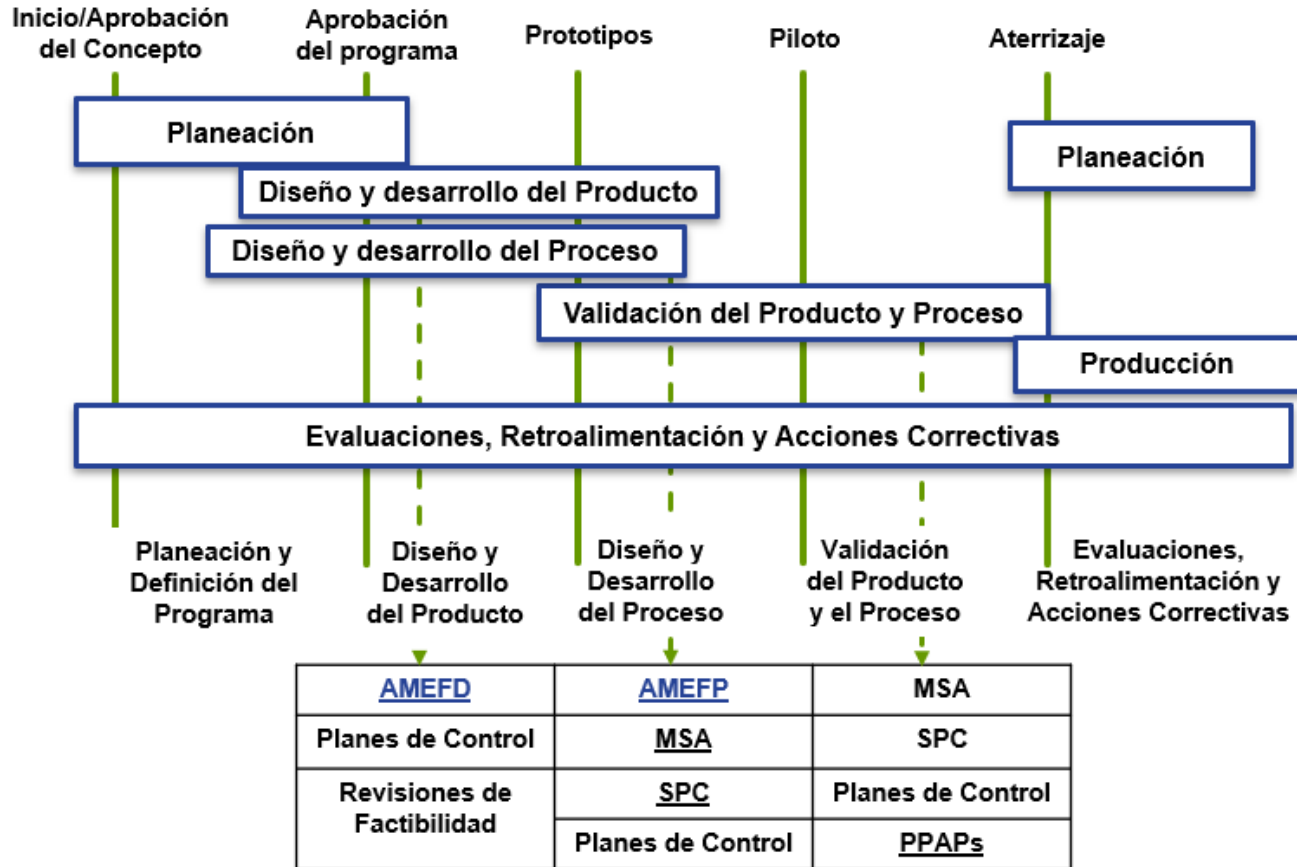 Inicio/Aprobación
del Concepto
Aprobación
del programa
Prototipos
Piloto
Aterrizaje
Planeación
Planeación
Diseño y desarrollo del Producto
Diseño y desarrollo del Proceso
Validación del Producto y Proceso
Producción
Evaluaciones, Retroalimentación y Acciones Correctivas
Planeación y
Definición del
Programa
Diseño y
Desarrollo
del Producto
Diseño y
Desarrollo
del Proceso
Validación
del Producto
y el Proceso
Evaluaciones,
Retroalimentación y
Acciones Correctivas
AMEFD
AMEFP
MSA
Planes de Control
MSA
SPC
Revisiones de
Factibilidad
SPC
Planes de Control
Planes de Control
PPAPs